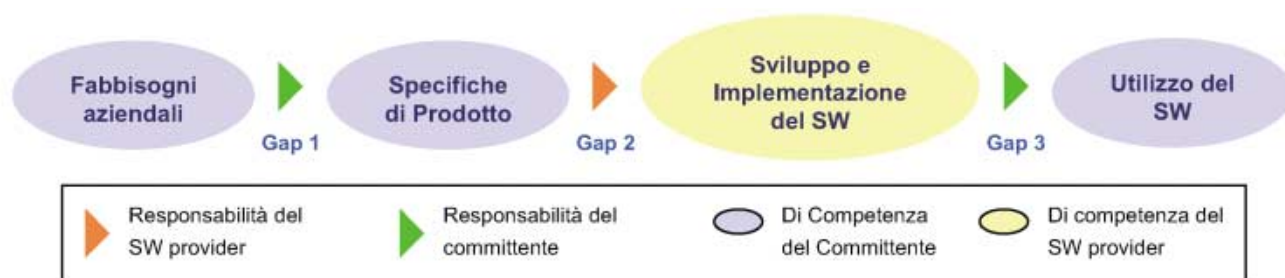 Fabbisogni
aziendali
Gap 1
Specifiche
di Prodotto
Gap 2
Sviluppo e
Implementazione
del SW
Gap 3
Utilizzo del
SW
Responsabilità del
SW provider
Responsabilità del
committente
Di Competenza
del Committente
Di competenza del
SW provider